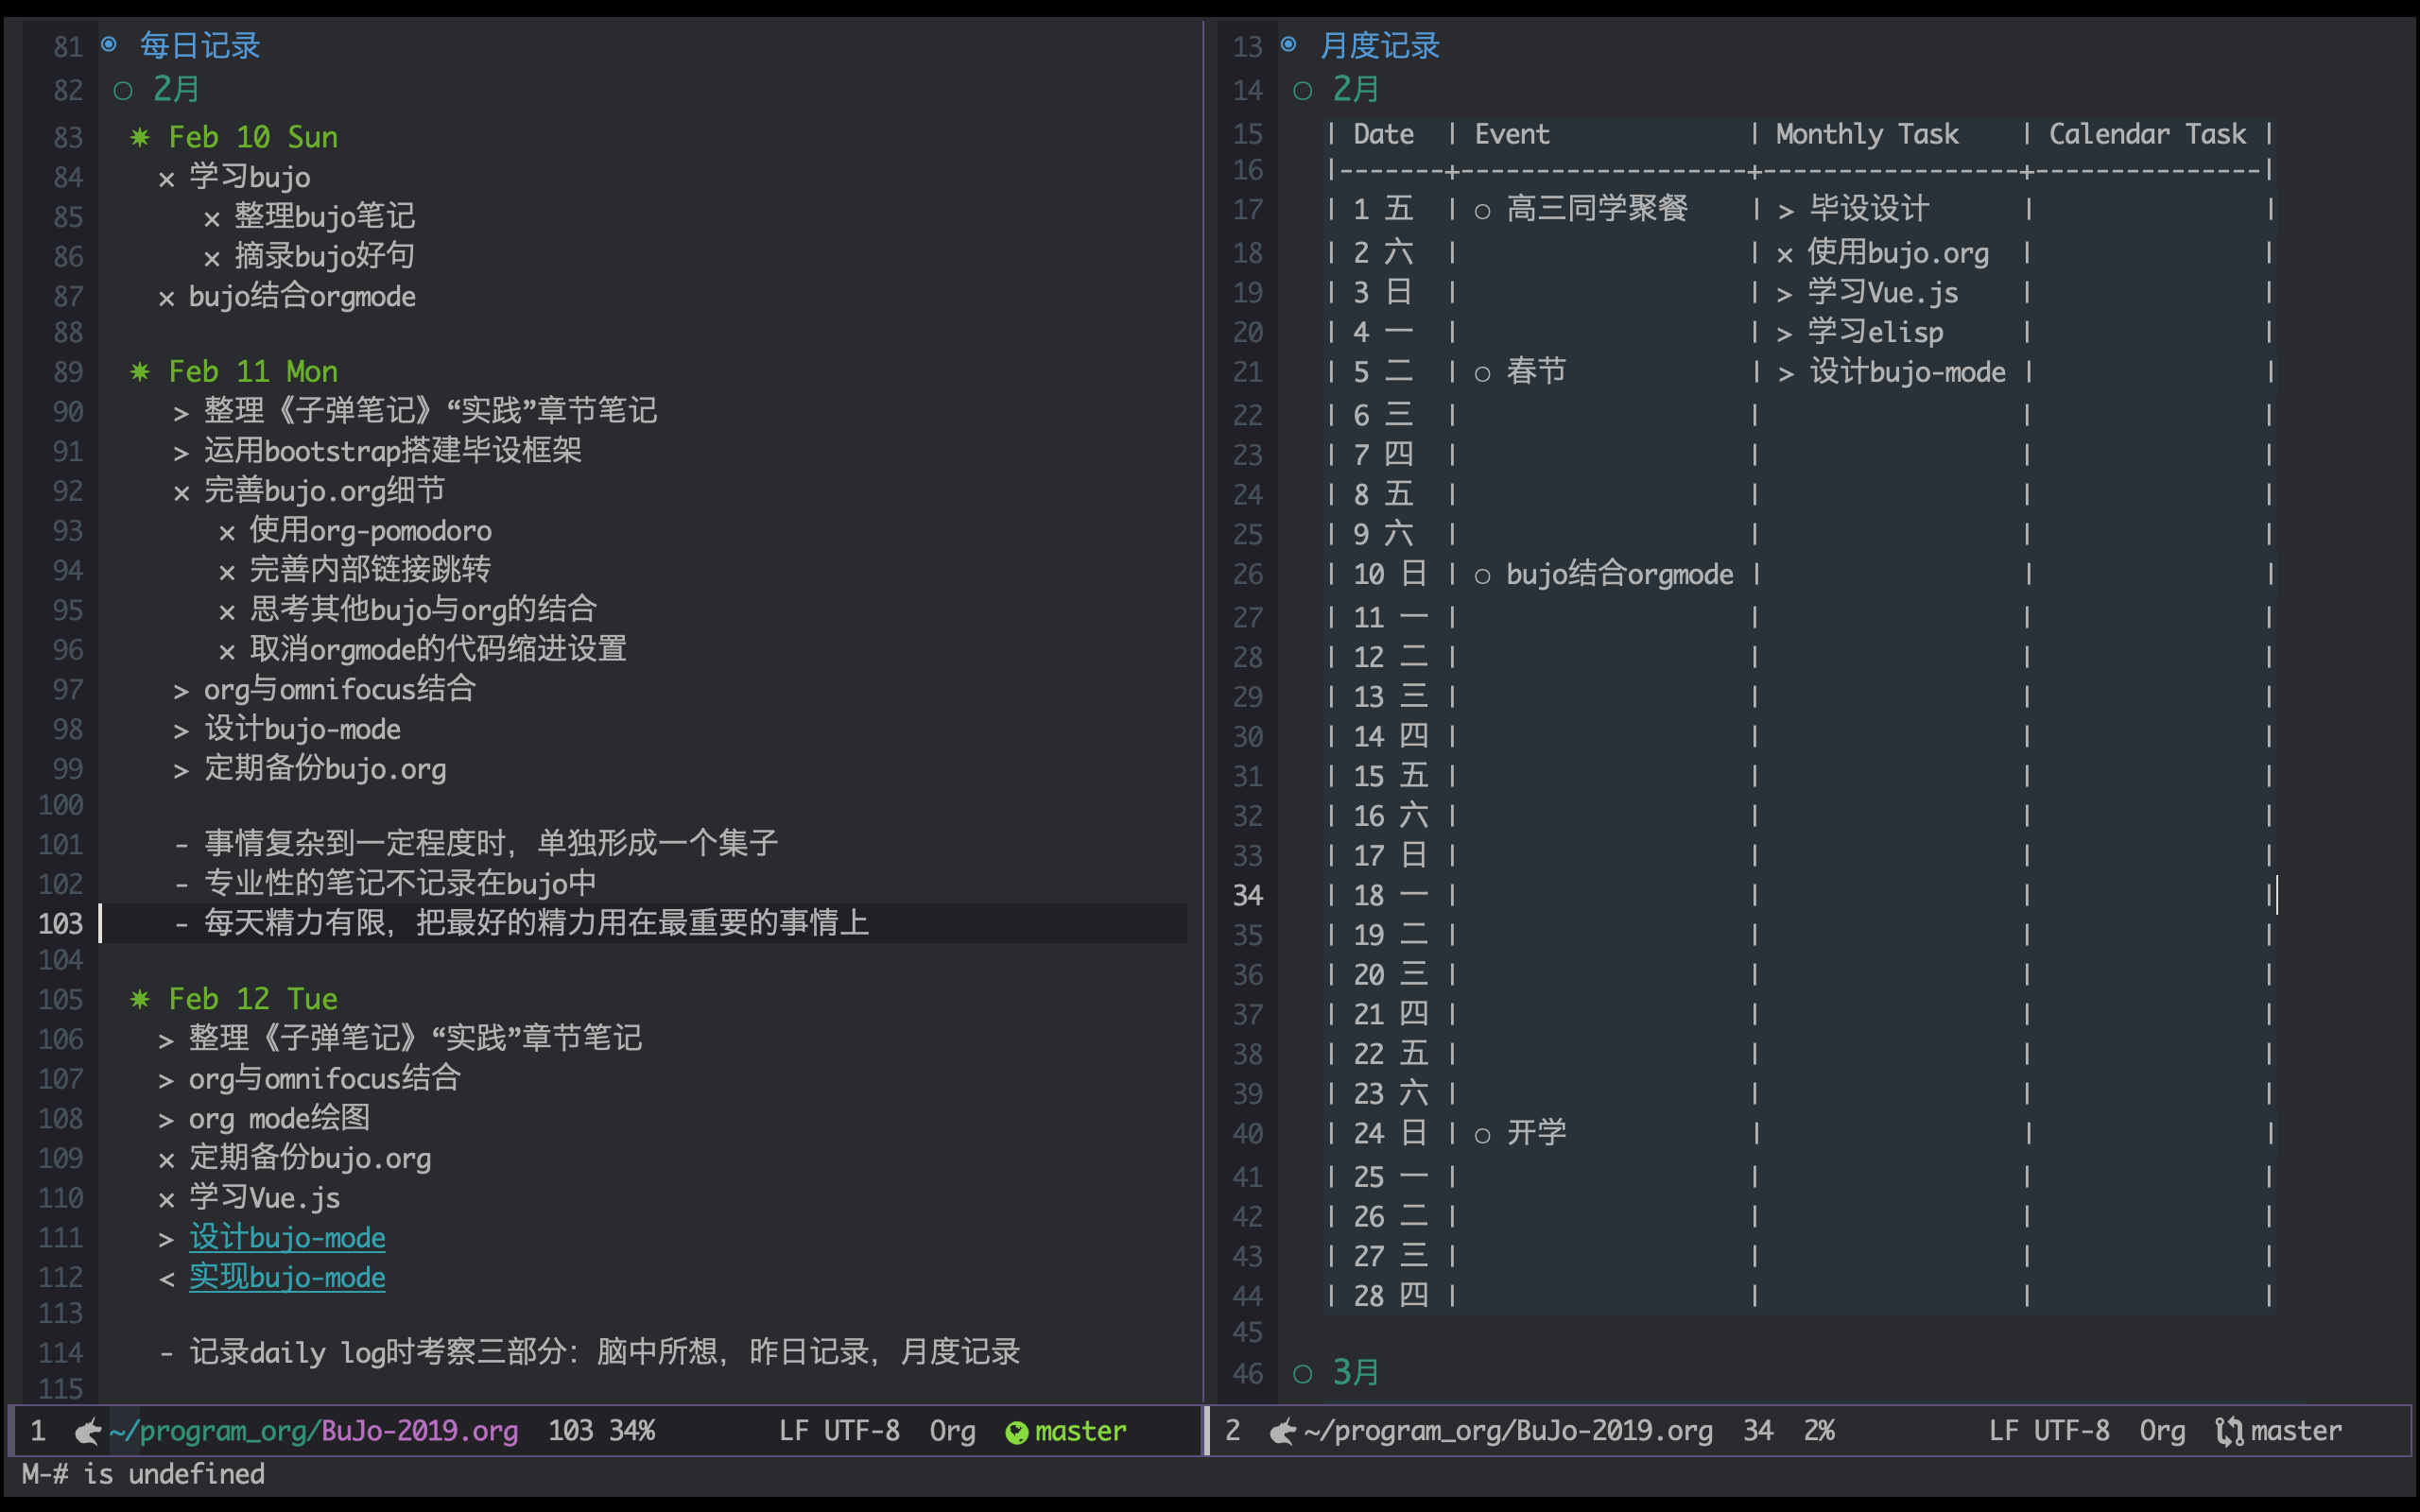 81 ◉ 每日记录
82 ○ 2月
83 ✷ Feb 10 Sun
84 × 学习bujo
85 × 整理bujo笔记
86 × 摘录bujo好句
87 × bujo结合orgmode
88
89 ✷ Feb 11 Mon
90 > 整理《子弹笔记》“实践”章节笔记
91 > 运用bootstrap搭建毕设框架
92 × 完善bujo.org细节
93 × 使用org-pomodoro
94 × 完善内部链接跳转
95 × 思考其他bujo与org的结合
96 × 取消orgmode的代码缩进设置
97 > org与omnifocus结合
98 > 设计bujo-mode
99 > 定期备份bujo.org
100
101 - 事情复杂到一定程度时，单独形成一个集子
102 - 专业性的笔记不记录在bujo中
103 - 每天精力有限，把最好的精力用在最重要的事情上
104
105 ✷ Feb 12 Tue
106 > 整理《子弹笔记》“实践”章节笔记
107 > org与omnifocus结合
108 > org mode绘图
109 × 定期备份bujo.org
110 × 学习Vue.js
111 > 设计bujo-mode
112 < 实现bujo-mode
113
114 - 记录daily log时考察三部分：脑中所想，昨日记录，月度记录
115
1 ~/program_org/BuJo-2019.org 103 34% LF UTF-8 Org master
13 ◉ 月度记录
14 ○ 2月
15 | Date | Event | Monthly Task | Calendar Task |
16 |-------+-------------------+-----------------+---------------|
17 | 1 五 | ○ 高三同学聚餐 | > 毕设设计 | |
18 | 2 六 | | × 使用bujo.org | |
19 | 3 日 | | > 学习Vue.js | |
20 | 4 一 | | > 学习elisp | |
21 | 5 二 | ○ 春节 | > 设计bujo-mode | |
22 | 6 三 | | | |
23 | 7 四 | | | |
24 | 8 五 | | | |
25 | 9 六 | | | |
26 | 10 日 | ○ bujo结合orgmode | | |
27 | 11 一 | | | |
28 | 12 二 | | | |
29 | 13 三 | | | |
30 | 14 四 | | | |
31 | 15 五 | | | |
32 | 16 六 | | | |
33 | 17 日 | | | |
34 | 18 一 | | | |
35 | 19 二 | | | |
36 | 20 三 | | | |
37 | 21 四 | | | |
38 | 22 五 | | | |
39 | 23 六 | | | |
40 | 24 日 | ○ 开学 | | |
41 | 25 一 | | | |
42 | 26 二 | | | |
43 | 27 三 | | | |
44 | 28 四 | | | |
45
46 ○ 3月
2 ~/program_org/BuJo-2019.org 34 2% LF UTF-8 Org master
M-# is undefined